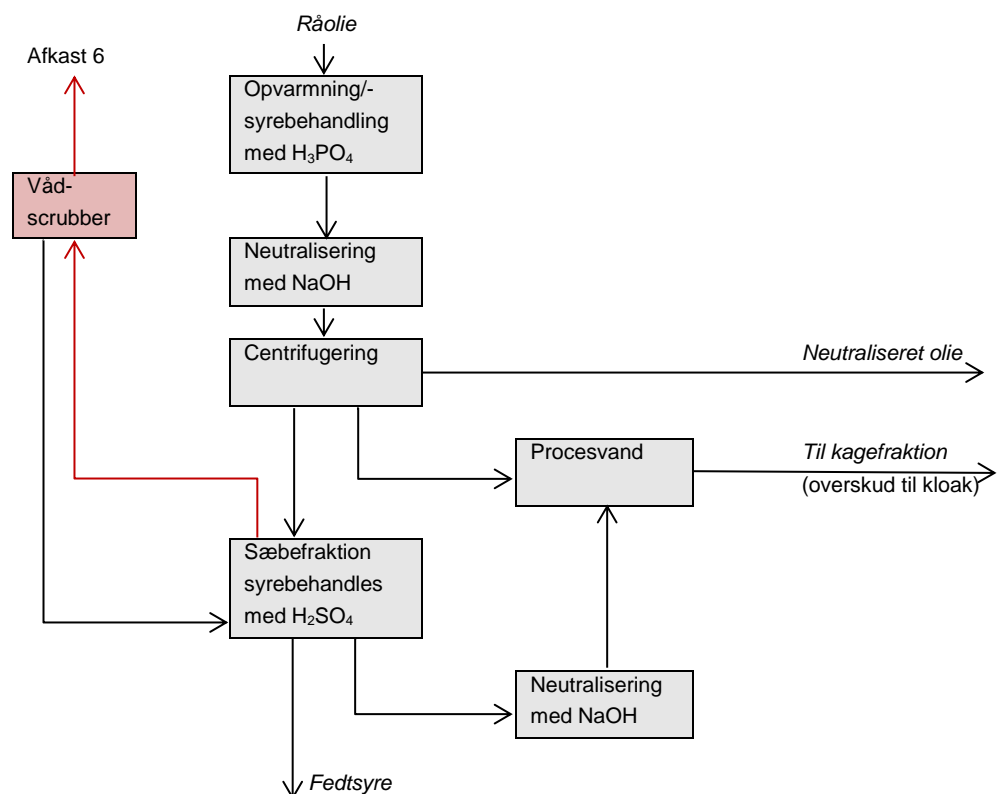 Råolie
Afkast 6
Opvarmning/-
syrebehandling
med H₃PO₄
Våd-
scrubber
Neutralisering
med NaOH
Centrifugering
Neutraliseret olie
Procesvand
Til kagefraktion
(overskud til kloak)
Sæbefraktion
syrebehandles
med H₂SO₄
Neutralisering
med NaOH
Fedtsyre